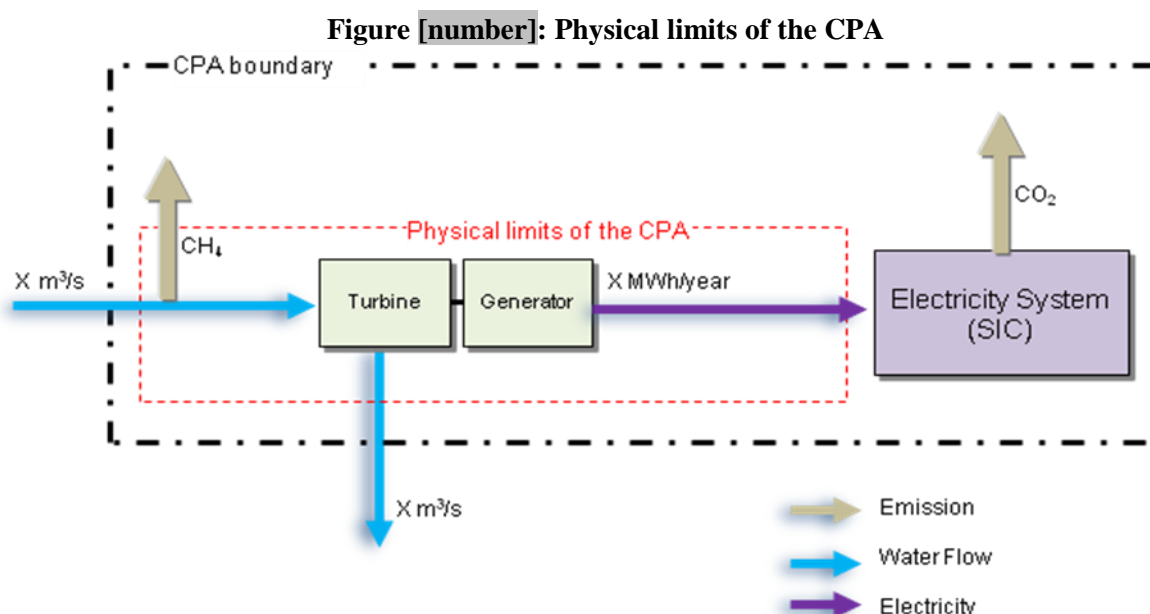 Figure [number]: Physical limits of the CPA
CPA boundary
CO₂
Physical limits of the CPA
CH₄
X m³/s
Turbine
Generator
X MWh/year
Electricity System
(SIC)
X m³/s
Emission
Water Flow
Electricity